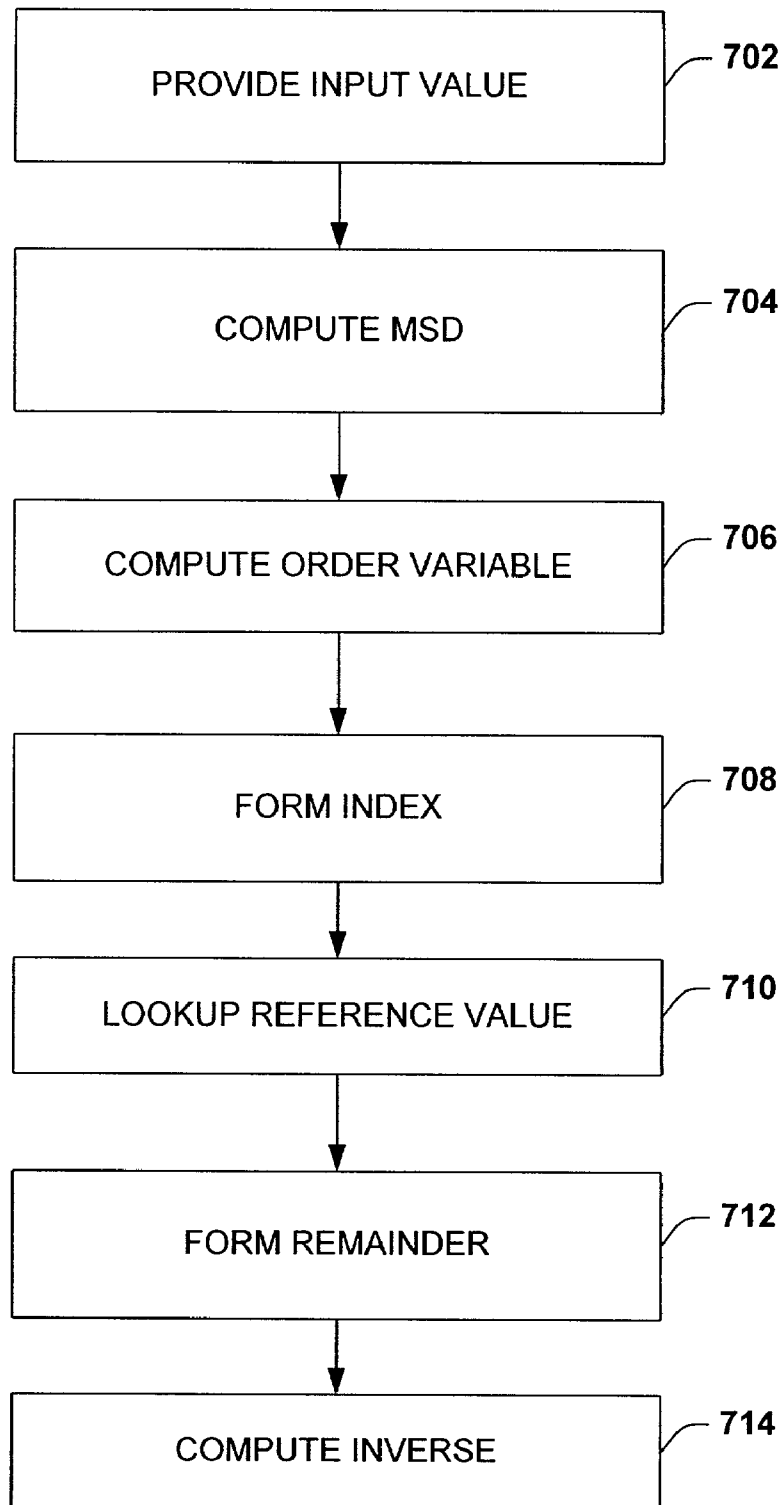 PROVIDE INPUT VALUE
702
COMPUTE MSD
704
COMPUTE ORDER VARIABLE
706
FORM INDEX
708
LOOKUP REFERENCE VALUE
710
FORM REMAINDER
712
COMPUTE INVERSE
714